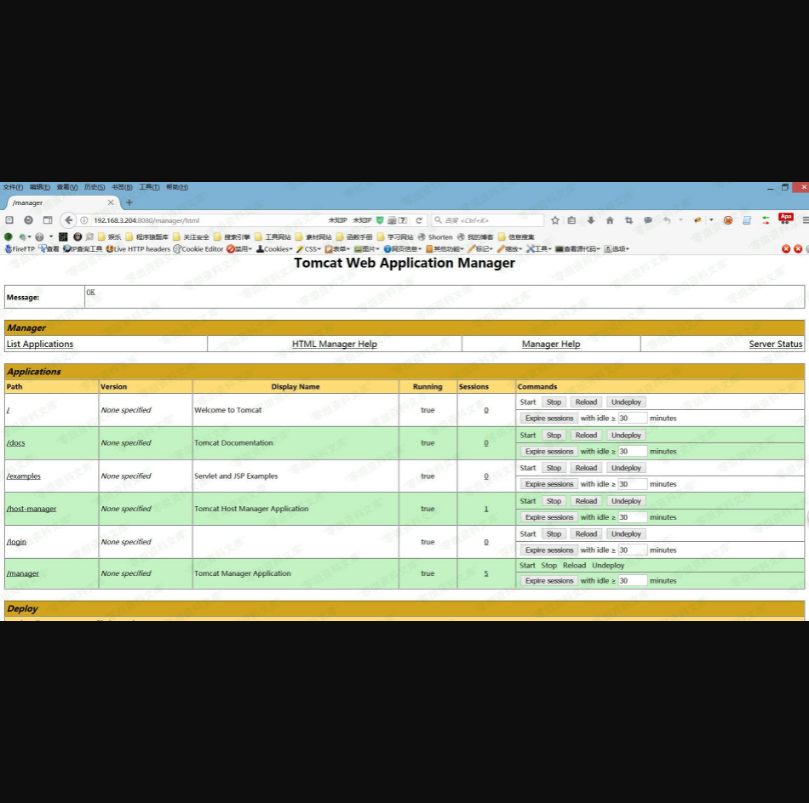 文件(F) 编辑(E) 查看(V) 历史(S) 书签(B) 工具(T) 帮助(H)
/manager
192.168.3.204:8080/manager/html 未知IP 未知IP 百度 <Ctrl+K>
娱乐 程序猿题库 关注安全 搜索引擎 工具网站 素材网站 函数手册 学习网站 Shorten 我的博客 信息搜集
FireFTP 查看 IP查询工具 Live HTTP headers Cookie Editor 禁用 Cookies CSS 表单 图片 网页信息 其他功能 标记 缩放 工具 查看源代码 选项
Tomcat Web Application Manager
Message: OK
Manager
List Applications HTML Manager Help Manager Help Server Status
Applications
Path Version Display Name Running Sessions Commands
/ None specified Welcome to Tomcat true 0 Start Stop Reload Undeploy
Expire sessions with idle ≥ 30 minutes
/docs None specified Tomcat Documentation true 0 Start Stop Reload Undeploy
Expire sessions with idle ≥ 30 minutes
/examples None specified Servlet and JSP Examples true 0 Start Stop Reload Undeploy
Expire sessions with idle ≥ 30 minutes
/host-manager None specified Tomcat Host Manager Application true 1 Start Stop Reload Undeploy
Expire sessions with idle ≥ 30 minutes
/login None specified true 0 Start Stop Reload Undeploy
Expire sessions with idle ≥ 30 minutes
/manager None specified Tomcat Manager Application true 5 Start Stop Reload Undeploy
Expire sessions with idle ≥ 30 minutes
Deploy